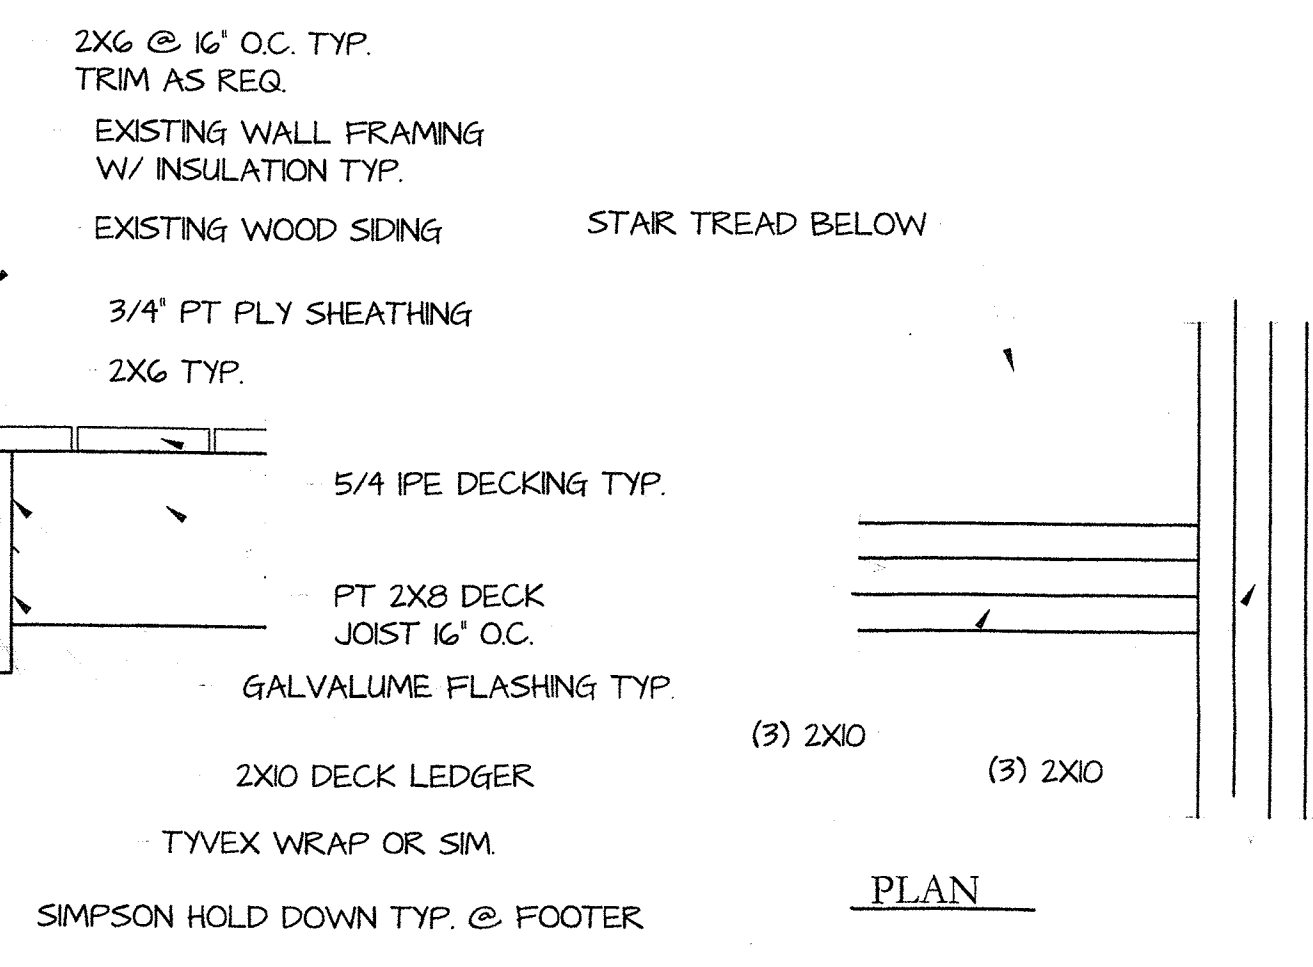 2X6 @ 16" O.C. TYP.
TRIM AS REQ.
EXISTING WALL FRAMING
W/ INSULATION TYP.
EXISTING WOOD SIDING
STAIR TREAD BELOW
3/4" PT PLY SHEATHING
2X6 TYP.
5/4 IPE DECKING TYP.
PT 2X8 DECK
JOIST 16" O.C.
GALVALUME FLASHING TYP.
(3) 2X10
(3) 2X10
2X10 DECK LEDGER
TYVEX WRAP OR SIM.
PLAN
SIMPSON HOLD DOWN TYP. @ FOOTER